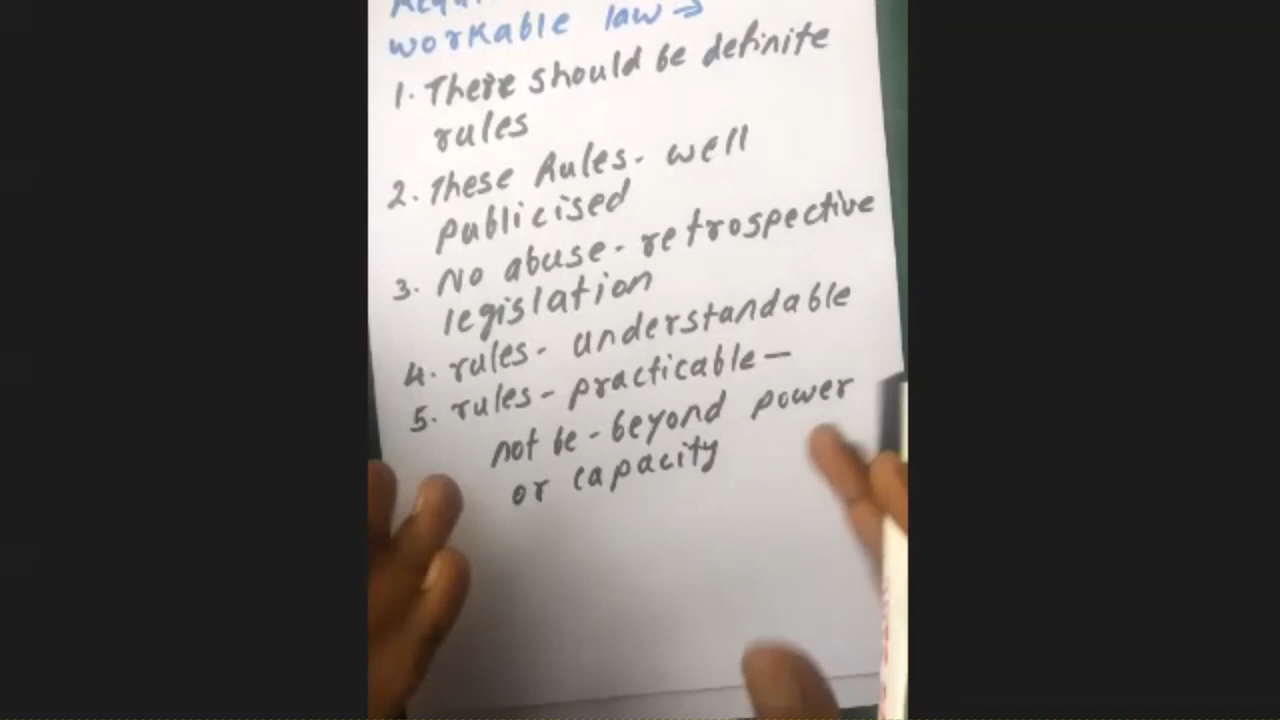 workable law →
1. There should be definite
rules
2. These Rules - well
publicised
3. No abuse - retrospective
legislation
4. rules - understandable
5. rules - practicable —
not be - beyond power
or capacity